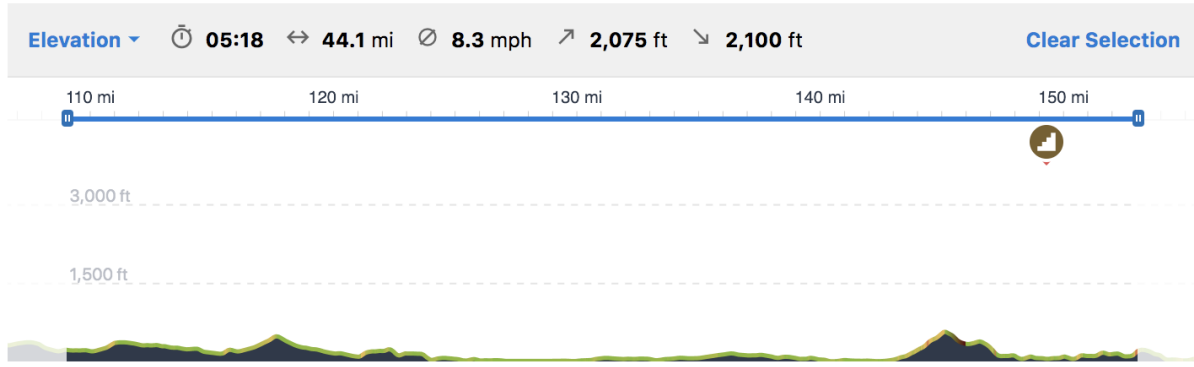 Elevation 05:18 44.1 mi 8.3 mph 2,075 ft 2,100 ft Clear Selection
110 mi 120 mi 130 mi 140 mi 150 mi
3,000 ft
1,500 ft